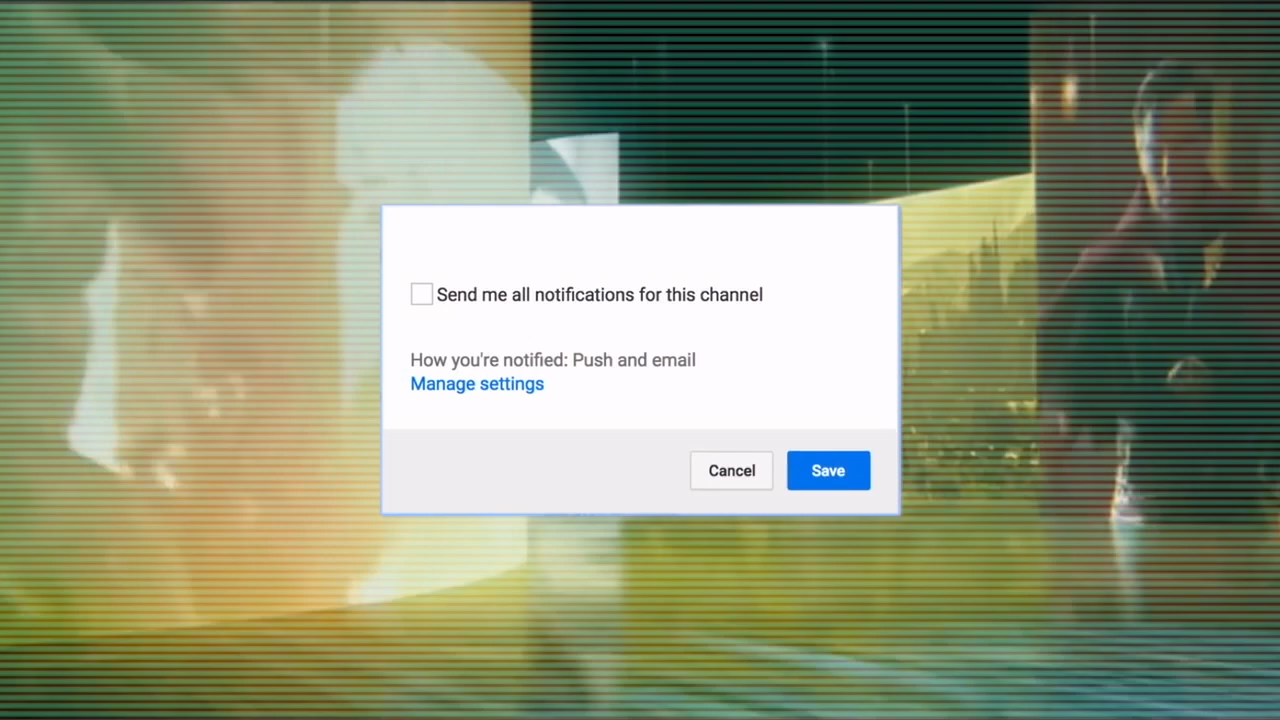 Send me all notifications for this channel
How you're notified: Push and email
Manage settings
Cancel
Save